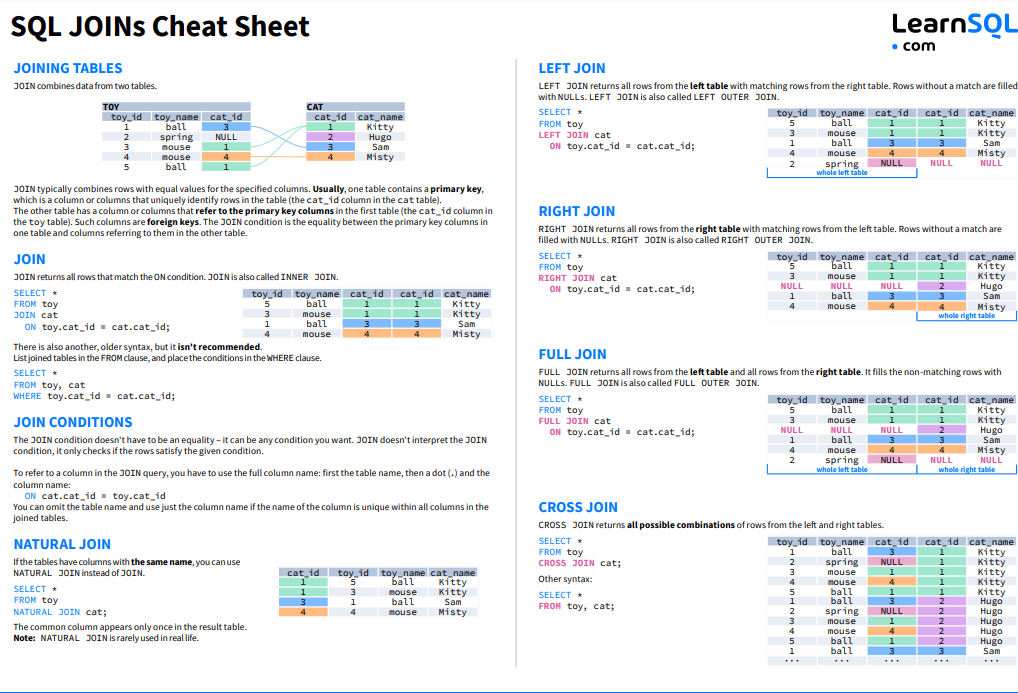 SQL JOINs Cheat Sheet
LearnSQL
• com
JOINING TABLES
JOIN combines data from two tables.
TOY
toy_id toy_name cat_id
1 ball 3
2 spring NULL
3 mouse 1
4 mouse 4
5 ball 1
CAT
cat_id cat_name
1 Kitty
2 Hugo
3 Sam
4 Misty
JOIN typically combines rows with equal values for the specified columns. Usually, one table contains a primary key,
which is a column or columns that uniquely identify rows in the table (the cat_id column in the cat table).
The other table has a column or columns that refer to the primary key columns in the first table (the cat_id column in
the toy table). Such columns are foreign keys. The JOIN condition is the equality between the primary key columns in
one table and columns referring to them in the other table.
JOIN
JOIN returns all rows that match the ON condition. JOIN is also called INNER JOIN.
SELECT *
FROM toy
JOIN cat
ON toy.cat_id = cat.cat_id;
toy_id toy_name cat_id cat_id cat_name
5 ball 1 1 Kitty
3 mouse 1 1 Kitty
1 ball 3 3 Sam
4 mouse 4 4 Misty
There is also another, older syntax, but it isn't recommended.
List joined tables in the FROM clause, and place the conditions in the WHERE clause.
SELECT *
FROM toy, cat
WHERE toy.cat_id = cat.cat_id;
JOIN CONDITIONS
The JOIN condition doesn't have to be an equality – it can be any condition you want. JOIN doesn't interpret the JOIN
condition, it only checks if the rows satisfy the given condition.
To refer to a column in the JOIN query, you have to use the full column name: first the table name, then a dot (.) and the
column name:
ON cat.cat_id = toy.cat_id
You can omit the table name and use just the column name if the name of the column is unique within all columns in the
joined tables.
NATURAL JOIN
If the tables have columns with the same name, you can use
NATURAL JOIN instead of JOIN.
SELECT *
FROM toy
NATURAL JOIN cat;
cat_id toy_id toy_name cat_name
1 5 ball Kitty
1 3 mouse Kitty
3 1 ball Sam
4 4 mouse Misty
The common column appears only once in the result table.
Note: NATURAL JOIN is rarely used in real life.
LEFT JOIN
LEFT JOIN returns all rows from the left table with matching rows from the right table. Rows without a match are filled
with NULLs. LEFT JOIN is also called LEFT OUTER JOIN.
SELECT *
FROM toy
LEFT JOIN cat
ON toy.cat_id = cat.cat_id;
toy_id toy_name cat_id cat_id cat_name
5 ball 1 1 Kitty
3 mouse 1 1 Kitty
1 ball 3 3 Sam
4 mouse 4 4 Misty
2 spring NULL NULL NULL
whole left table
RIGHT JOIN
RIGHT JOIN returns all rows from the right table with matching rows from the left table. Rows without a match are
filled with NULLs. RIGHT JOIN is also called RIGHT OUTER JOIN.
SELECT *
FROM toy
RIGHT JOIN cat
ON toy.cat_id = cat.cat_id;
toy_id toy_name cat_id cat_id cat_name
5 ball 1 1 Kitty
3 mouse 1 1 Kitty
NULL NULL NULL 2 Hugo
1 ball 3 3 Sam
4 mouse 4 4 Misty
whole right table
FULL JOIN
FULL JOIN returns all rows from the left table and all rows from the right table. It fills the non-matching rows with
NULLs. FULL JOIN is also called FULL OUTER JOIN.
SELECT *
FROM toy
FULL JOIN cat
ON toy.cat_id = cat.cat_id;
toy_id toy_name cat_id cat_id cat_name
5 ball 1 1 Kitty
3 mouse 1 1 Kitty
NULL NULL NULL 2 Hugo
1 ball 3 3 Sam
4 mouse 4 4 Misty
2 spring NULL NULL NULL
whole left table whole right table
CROSS JOIN
CROSS JOIN returns all possible combinations of rows from the left and right tables.
SELECT *
FROM toy
CROSS JOIN cat;
Other syntax:
SELECT *
FROM toy, cat;
toy_id toy_name cat_id cat_id cat_name
1 ball 3 1 Kitty
2 spring NULL 1 Kitty
3 mouse 1 1 Kitty
4 mouse 4 1 Kitty
5 ball 1 1 Kitty
1 ball 3 2 Hugo
2 spring NULL 2 Hugo
3 mouse 1 2 Hugo
4 mouse 4 2 Hugo
5 ball 1 2 Hugo
1 ball 3 3 Sam
··· ··· ··· ··· ···